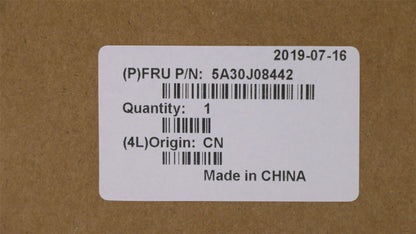 2019-07-16
(P)FRU P/N: 5A30J08442
Quantity: 1
(4L)Origin: CN
Made in CHINA